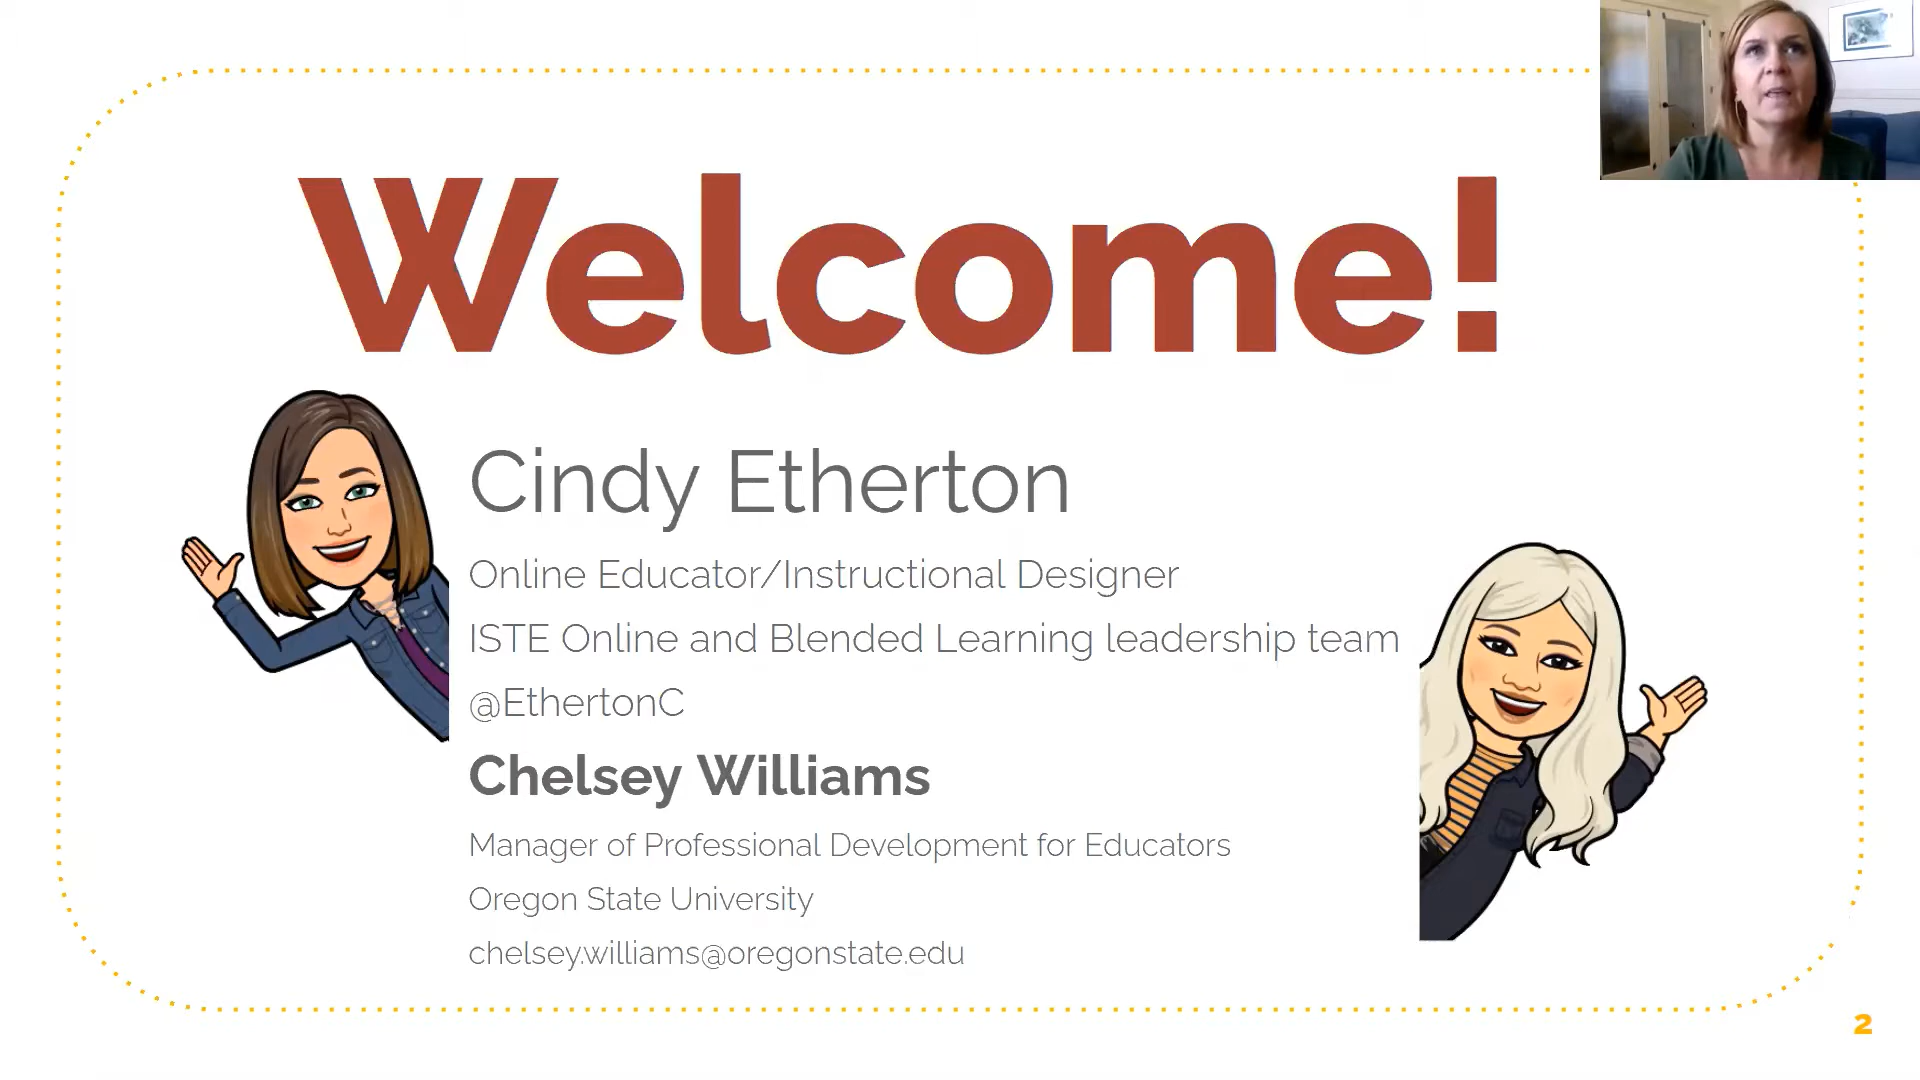 Welcome!
Cindy Etherton
Online Educator/Instructional Designer
ISTE Online and Blended Learning leadership team
@EthertonC
Chelsey Williams
Manager of Professional Development for Educators
Oregon State University
chelsey.williams@oregonstate.edu
2